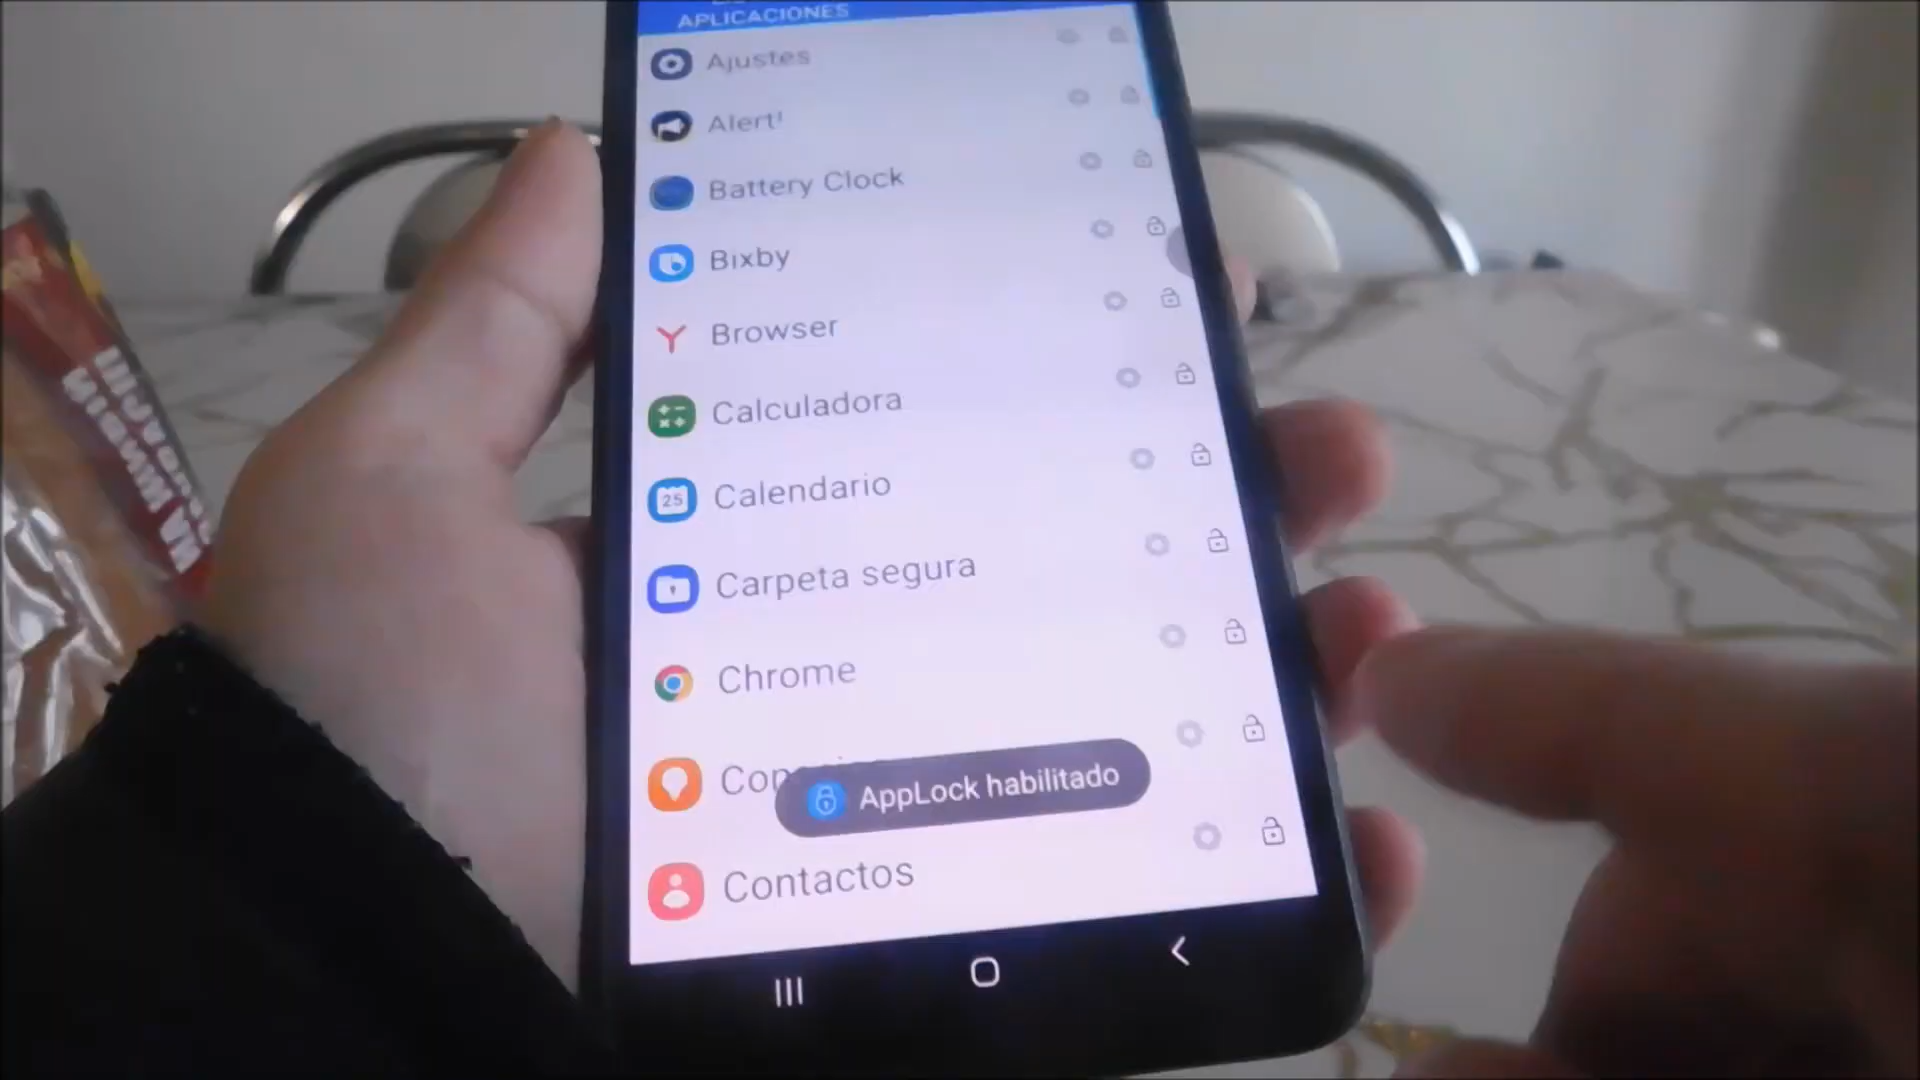 APLICACIONES
Ajustes
Alert!
Battery Clock
Bixby
Browser
Calculadora
25
Calendario
Carpeta segura
Chrome
AppLock habilitado
Contactos